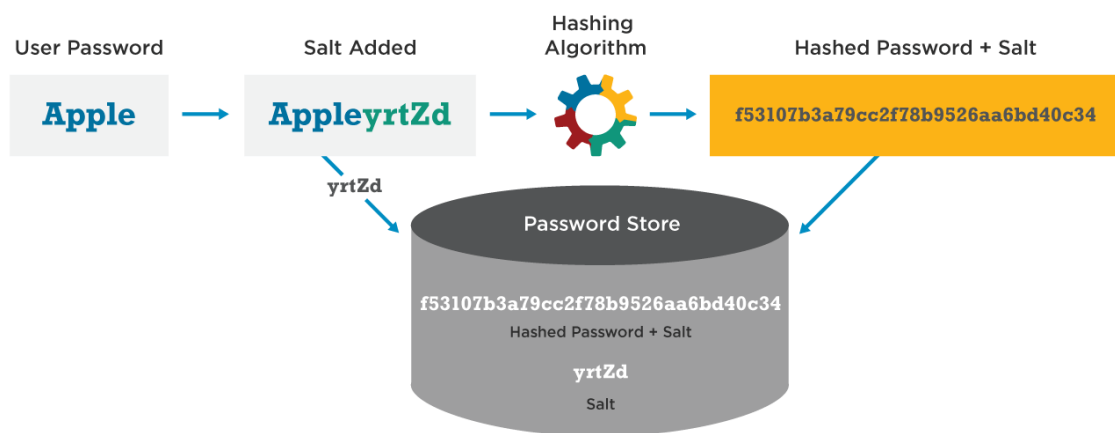 User Password
Salt Added
Hashing
Algorithm
Hashed Password + Salt
Apple
AppleyrtZd
f53107b3a79cc2f78b9526aa6bd40c34
yrtZd
Password Store
f53107b3a79cc2f78b9526aa6bd40c34
Hashed Password + Salt
yrtZd
Salt